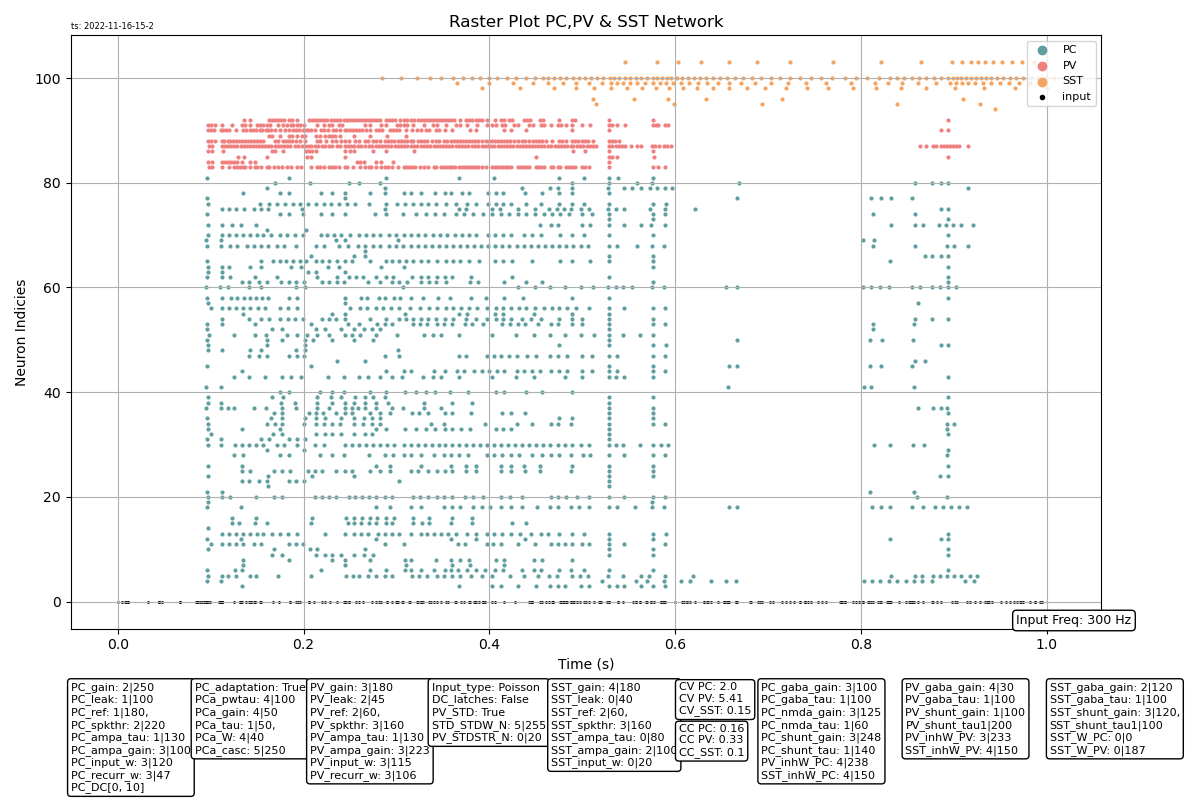 ts: 2022-11-16-15-2
Raster Plot PC,PV & SST Network
PC
PV
SST
input
100
80
60
40
20
0
Neuron Indicies
0.0
0.2
0.4
0.6
0.8
1.0
Time (s)
Input Freq: 300 Hz
PC_gain: 2|250
PC_leak: 1|100
PC_ref: 1|180,
PC_spkthr: 2|220
PC_ampa_tau: 1|130
PC_ampa_gain: 3|100
PC_input_w: 3|120
PC_recurr_w: 3|47
PC_DC[0, 10]
PC_adaptation: True
PC_pwtau: 4|100
PCa_gain: 4|50
PCa_tau: 1|50,
PCa_W: 4|40
PCa_casc: 5|250
PV_gain: 3|180
PV_leak: 2|45
PV_ref: 2|60,
PV_spkthr: 3|160
PV_ampa_tau: 1|130
PV_ampa_gain: 3|223
PV_input_w: 3|115
PV_recurr_w: 3|106
Input_type: Poisson
DC_latches: False
PV_STD: True
STD_STDW_N: 5|255
PV_STDSTR_N: 0|20
SST_gain: 4|180
SST_leak: 0|40
SST_ref: 2|60,
SST_spkthr: 3|160
SST_ampa_tau: 0|80
SST_ampa_gain: 2|100
SST_input_w: 0|20
CV PC: 2.0
CV PV: 5.41
CV_SST: 0.15
CC PC: 0.16
CC PV: 0.33
CC_SST: 0.1
PC_gaba_gain: 3|100
PC_gaba_tau: 1|100
PC_nmda_gain: 3|125
PC_nmda_tau: 1|60
PC_shunt_gain: 3|248
PC_shunt_tau: 1|140
PV_inhW_PC: 4|238
SST_inhW_PC: 4|150
PV_gaba_gain: 4|30
PV_gaba_tau: 1|100
PV_shunt_gain: 1|100
PV_shunt_tau1|200
PV_inhW_PV: 3|233
SST_inhW_PV: 4|150
SST_gaba_gain: 2|120
SST_gaba_tau: 1|100
SST_shunt_gain: 3|120,
SST_shunt_tau1|100
SST_W_PC: 0|0
SST_W_PV: 0|187